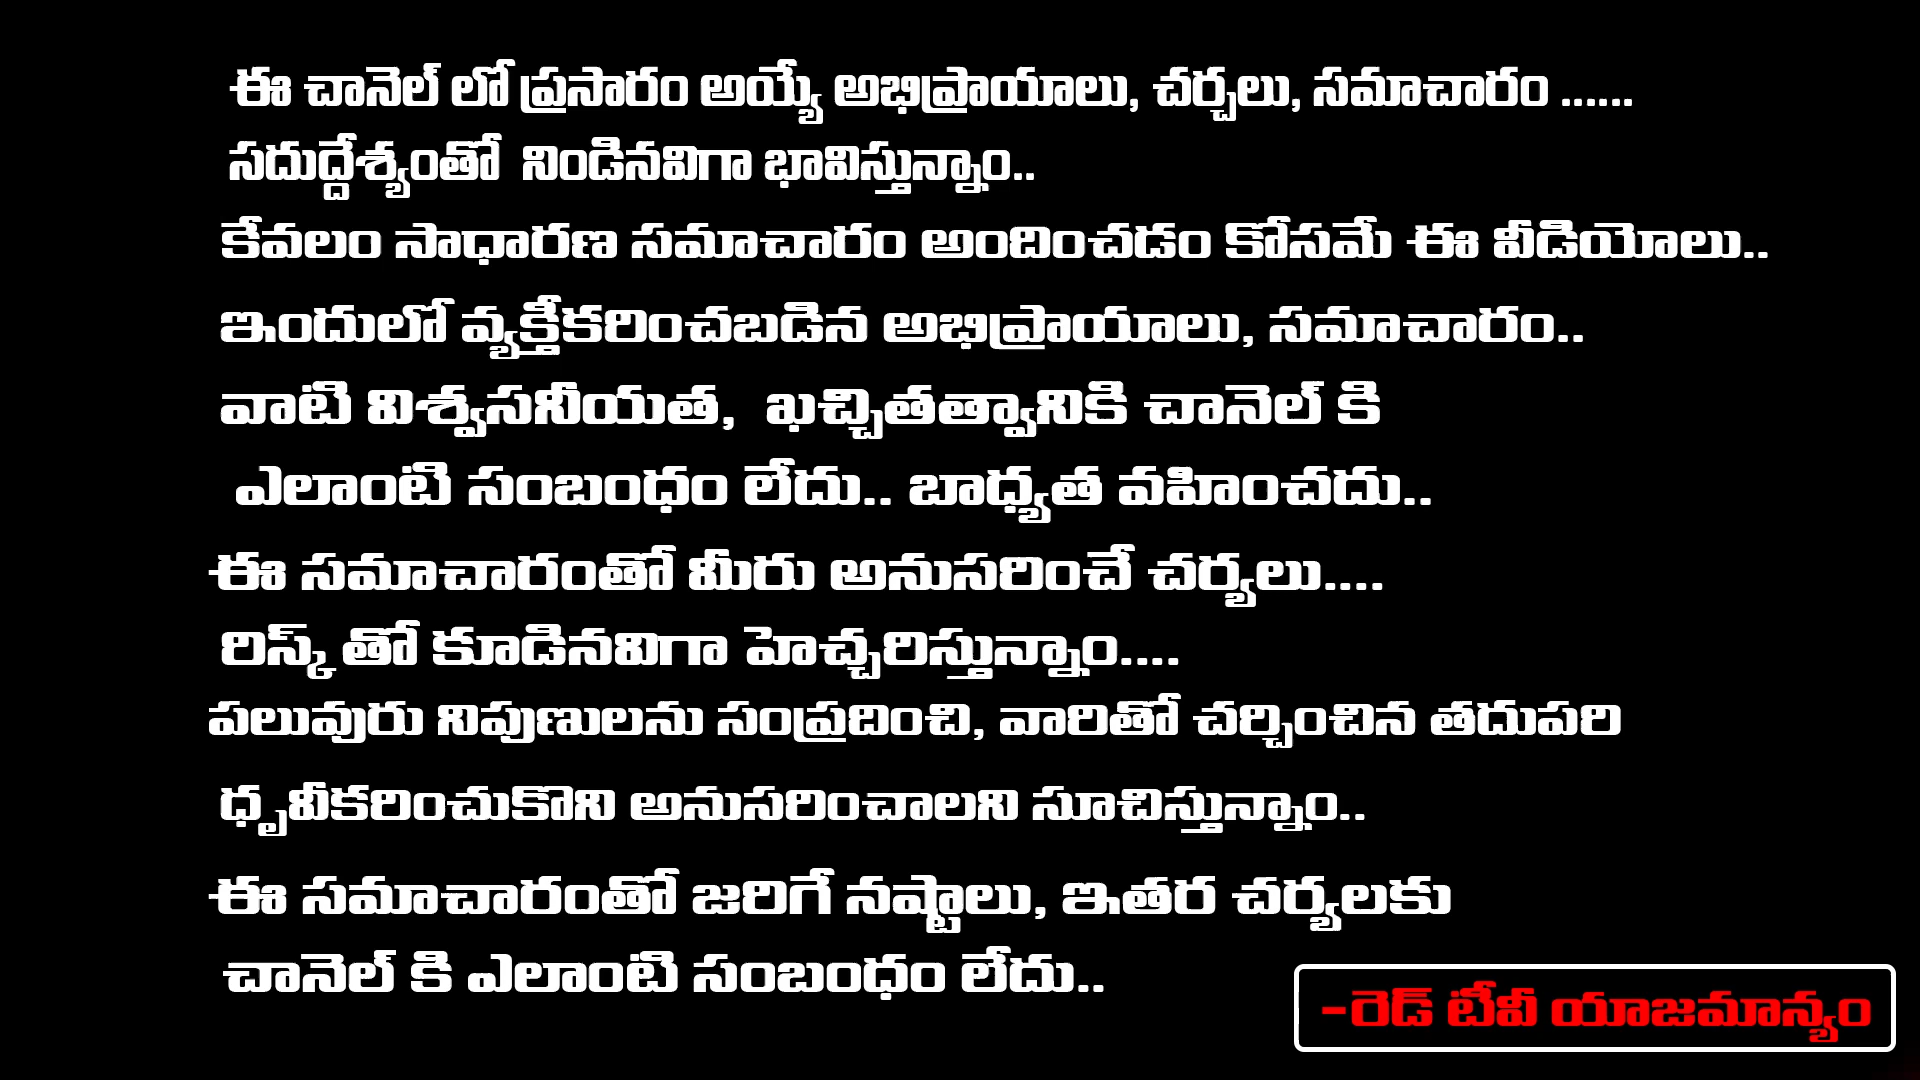 ఈ చానెల్ లో ప్రసారం అయ్యే అభిప్రాయాలు, చర్చలు, సమాచారం ......
సదుద్దేశ్యంతో నిండినవిగా భావిస్తున్నాం..
కేవలం సాధారణ సమాచారం అందించడం కోసమే ఈ వీడియోలు..
ఇందులో వ్యక్తీకరించబడిన అభిప్రాయాలు, సమాచారం..
వాటి విశ్వసనీయత, ఖచ్చితత్వానికి చానెల్ కి
ఎలాంటి సంబంధం లేదు.. బాధ్యత వహించదు..
ఈ సమాచారంతో మీరు అనుసరించే చర్యలు....
రిస్క్ తో కూడినవిగా హెచ్చరిస్తున్నాం....
పలువురు నిపుణులను సంప్రదించి, వారితో చర్చించిన తదుపరి
ధృవీకరించుకొని అనుసరించాలని సూచిస్తున్నాం..
ఈ సమాచారంతో జరిగే నష్టాలు, ఇతర చర్యలకు
చానెల్ కి ఎలాంటి సంబంధం లేదు..
-రెడ్ టీవీ యాజమాన్యం